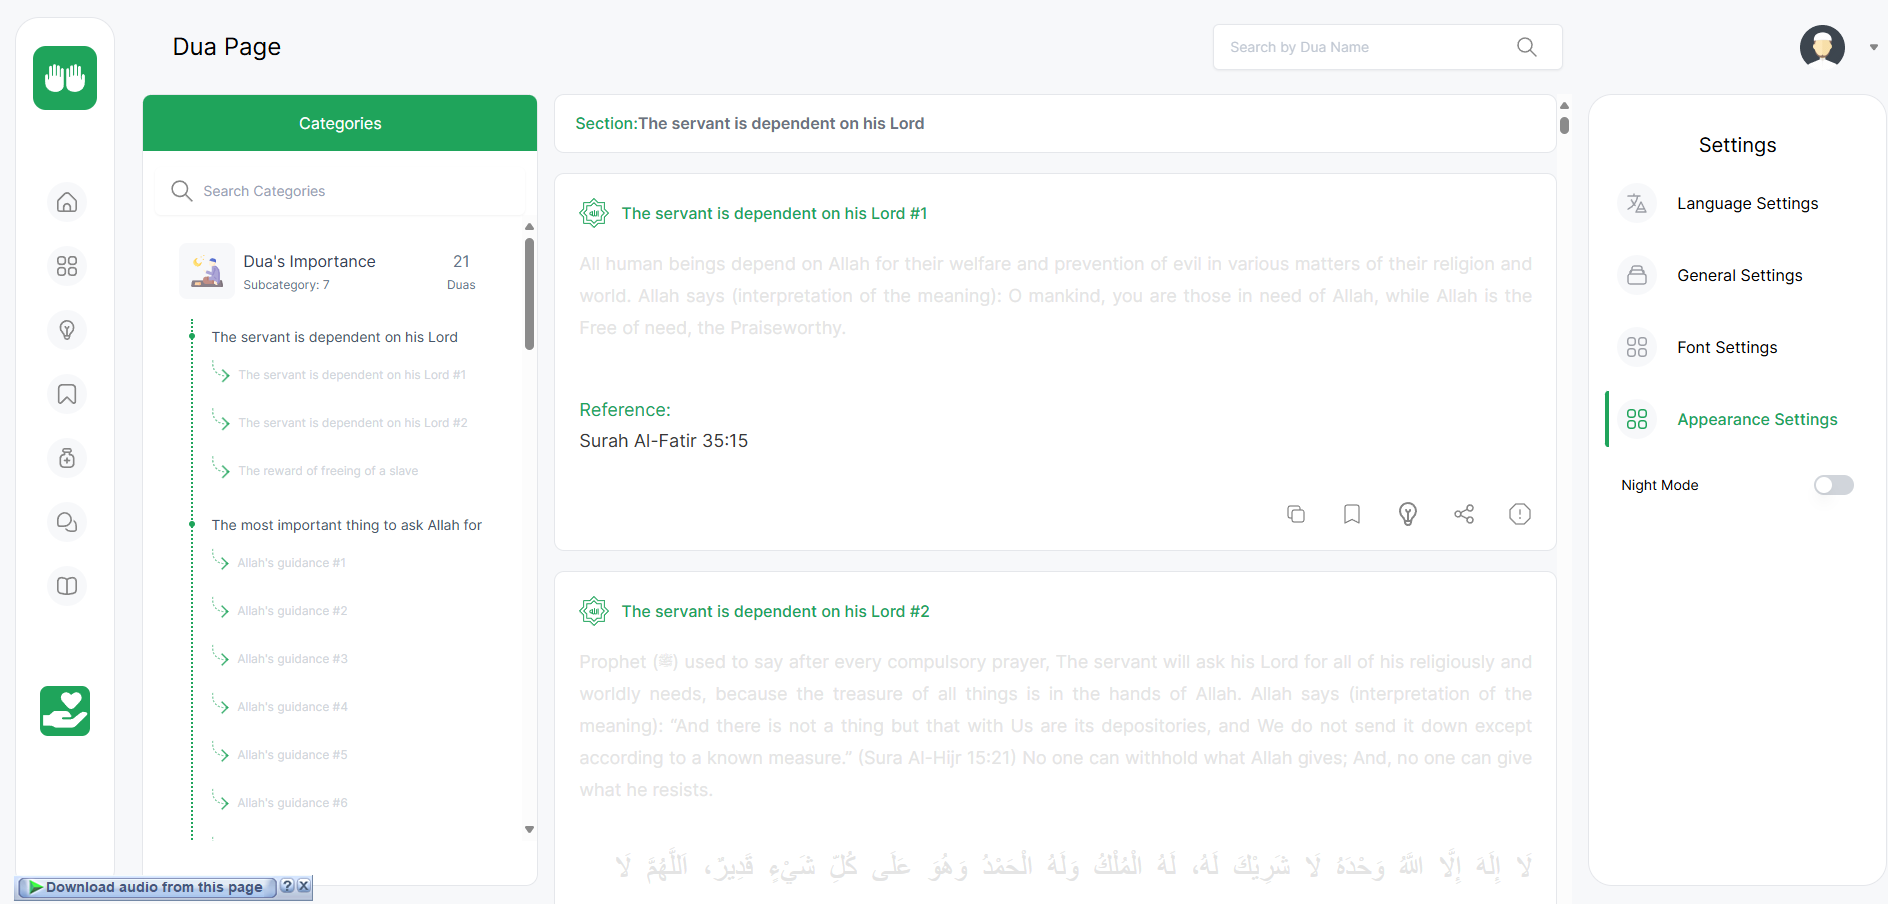 Dua Page
Search by Dua Name
Categories
Search Categories
Dua's Importance
Subcategory: 7
21
Duas
The servant is dependent on his Lord
The servant is dependent on his Lord #1
The servant is dependent on his Lord #2
The reward of freeing of a slave
The most important thing to ask Allah for
Allah's guidance #1
Allah's guidance #2
Allah's guidance #3
Allah's guidance #4
Allah's guidance #5
Allah's guidance #6
Section:The servant is dependent on his Lord
The servant is dependent on his Lord #1
All human beings depend on Allah for their welfare and prevention of evil in various matters of their religion and
world. Allah says (interpretation of the meaning): O mankind, you are those in need of Allah, while Allah is the
Free of need, the Praiseworthy.
Reference:
Surah Al-Fatir 35:15
The servant is dependent on his Lord #2
Prophet (ﷺ) used to say after every compulsory prayer, The servant will ask his Lord for all of his religiously and
worldly needs, because the treasure of all things is in the hands of Allah. Allah says (interpretation of the
meaning): “And there is not a thing but that with Us are its depositories, and We do not send it down except
according to a known measure.” (Sura Al-Hijr 15:21) No one can withhold what Allah gives; And, no one can give
what he resists.
لَا إِلَهَ إِلَّا اللَّهُ وَحْدَهُ لَا شَرِيْكَ لَهُ، لَهُ الْمُلْكُ وَلَهُ الْحَمْدُ وَهُوَ عَلَى كُلِّ شَيْءٍ قَدِيرٌ، اَللَّهُمَّ لَا
Settings
Language Settings
General Settings
Font Settings
Appearance Settings
Night Mode
Download audio from this page ? X